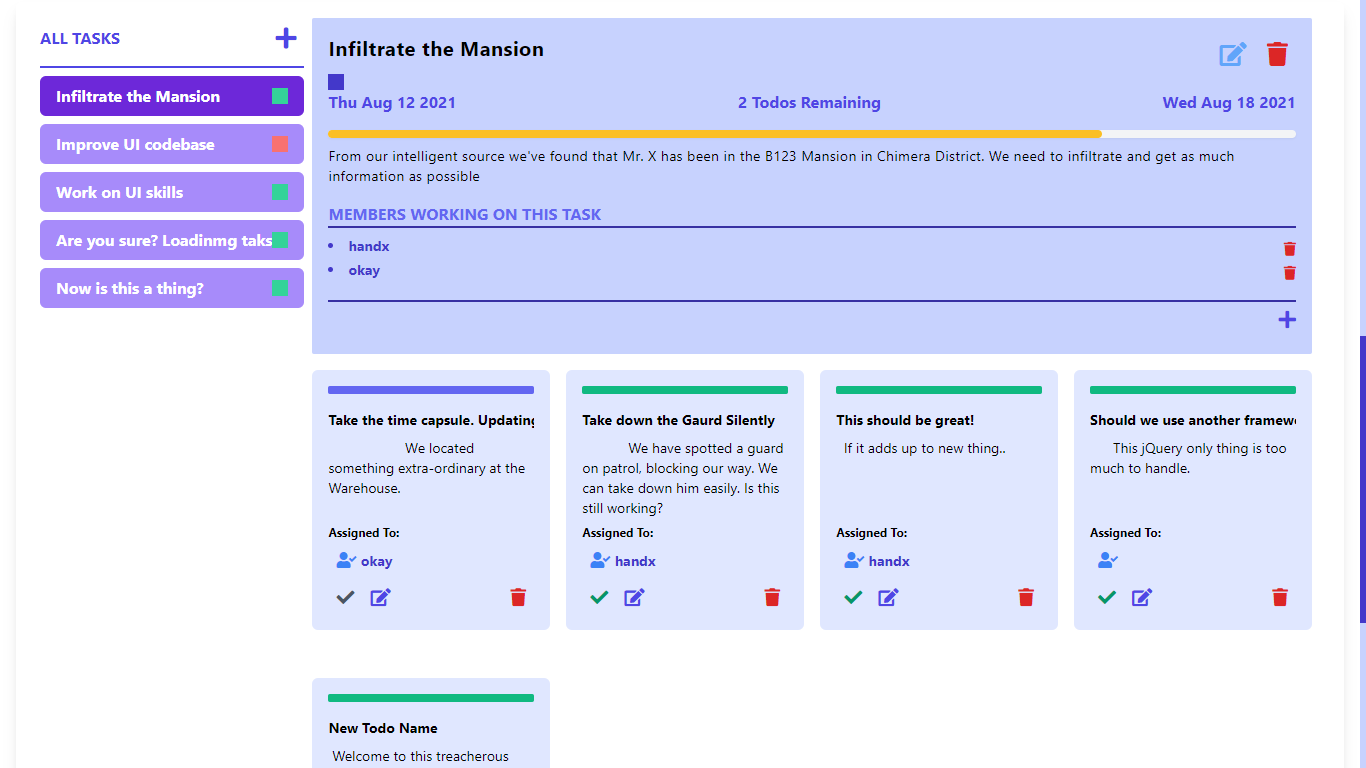 ALL TASKS
Infiltrate the Mansion
Improve UI codebase
Work on UI skills
Are you sure? Loadinmg taks
Now is this a thing?
Infiltrate the Mansion
Thu Aug 12 2021
2 Todos Remaining
Wed Aug 18 2021
From our intelligent source we've found that Mr. X has been in the B123 Mansion in Chimera District. We need to infiltrate and get as much
information as possible
MEMBERS WORKING ON THIS TASK
handx
okay
Take the time capsule. Updating
We located
something extra-ordinary at the
Warehouse.
Assigned To:
okay
Take down the Gaurd Silently
We have spotted a guard
on patrol, blocking our way. We
can take down him easily. Is this
still working?
Assigned To:
handx
This should be great!
If it adds up to new thing..
Assigned To:
handx
Should we use another framew
This jQuery only thing is too
much to handle.
Assigned To:
New Todo Name
Welcome to this treacherous